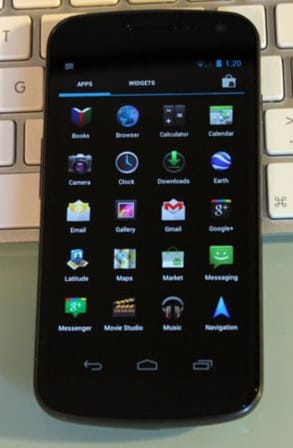 T
G
1:20
APPS WIDGETS
Books Browser Calculator Calendar
Camera Clock Downloads Earth
Email Gallery Gmail Google+
Latitude Maps Market Messaging
Messenger Movie Studio Music Navigation
⌘